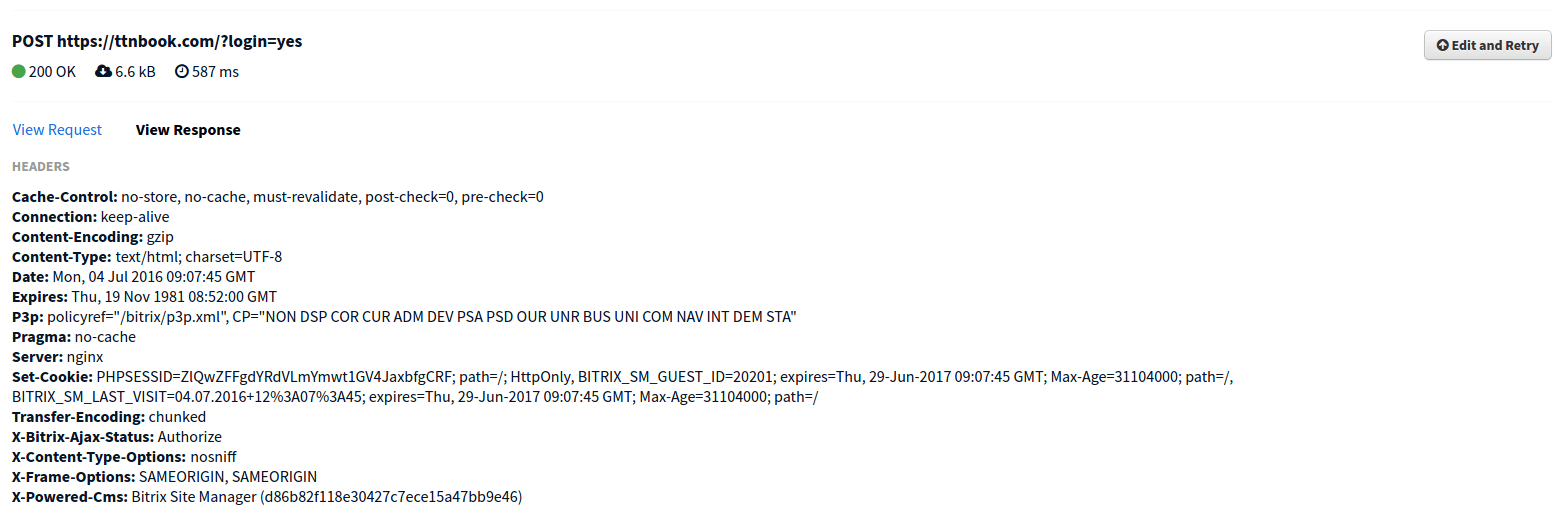 POST https://ttnbook.com/?login=yes
Edit and Retry
200 OK 6.6 kB 587 ms
View Request View Response
HEADERS
Cache-Control: no-store, no-cache, must-revalidate, post-check=0, pre-check=0
Connection: keep-alive
Content-Encoding: gzip
Content-Type: text/html; charset=UTF-8
Date: Mon, 04 Jul 2016 09:07:45 GMT
Expires: Thu, 19 Nov 1981 08:52:00 GMT
P3p: policyref="/bitrix/p3p.xml", CP="NON DSP COR CUR ADM DEV PSA PSD OUR UNR BUS UNI COM NAV INT DEM STA"
Pragma: no-cache
Server: nginx
Set-Cookie: PHPSESSID=ZlQwZFFgdYRdVLmYmwt1GV4JaxbfgCRF; path=/; HttpOnly, BITRIX_SM_GUEST_ID=20201; expires=Thu, 29-Jun-2017 09:07:45 GMT; Max-Age=31104000; path=/,
BITRIX_SM_LAST_VISIT=04.07.2016+12%3A07%3A45; expires=Thu, 29-Jun-2017 09:07:45 GMT; Max-Age=31104000; path=/
Transfer-Encoding: chunked
X-Bitrix-Ajax-Status: Authorize
X-Content-Type-Options: nosniff
X-Frame-Options: SAMEORIGIN, SAMEORIGIN
X-Powered-Cms: Bitrix Site Manager (d86b82f118e30427c7ece15a47bb9e46)